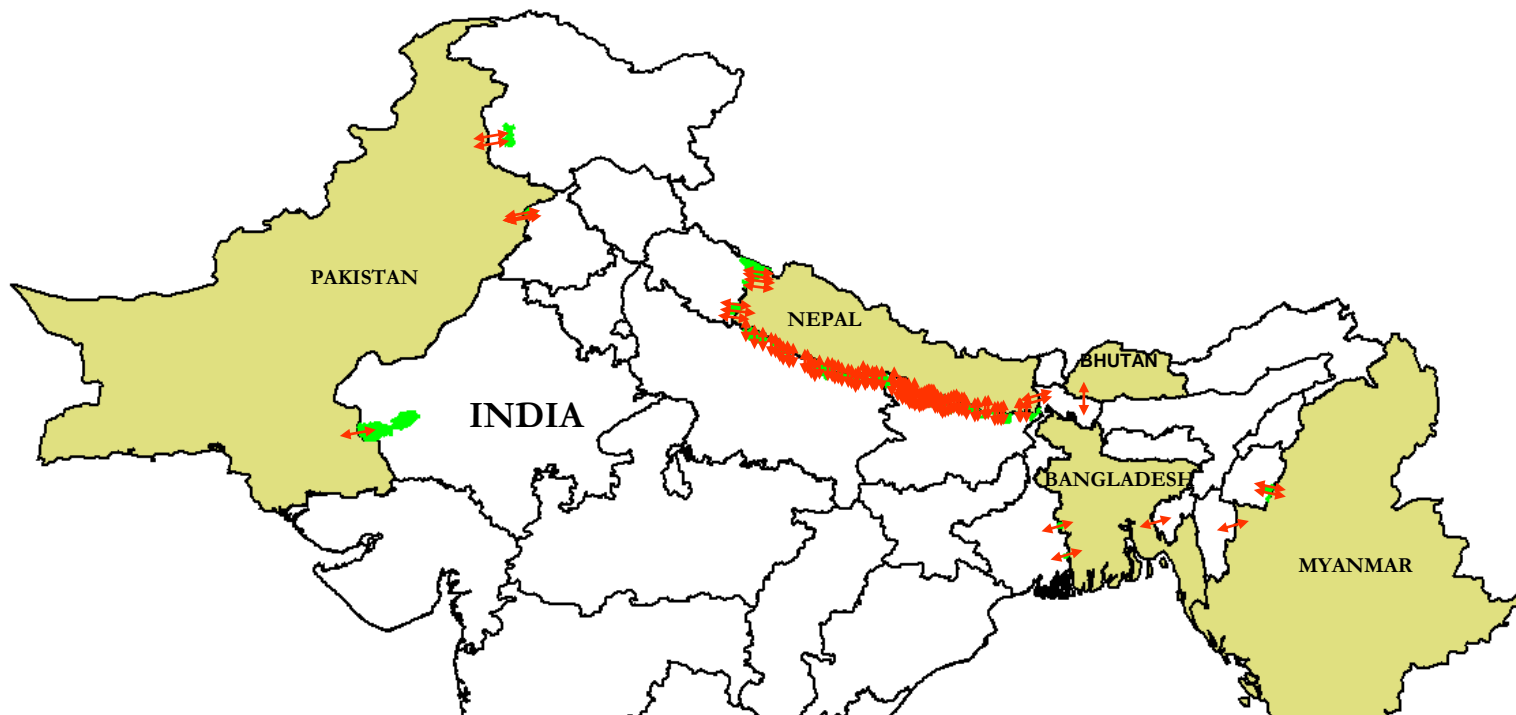 PAKISTAN
NEPAL
BHUTAN
INDIA
BANGLADESH
MYANMAR